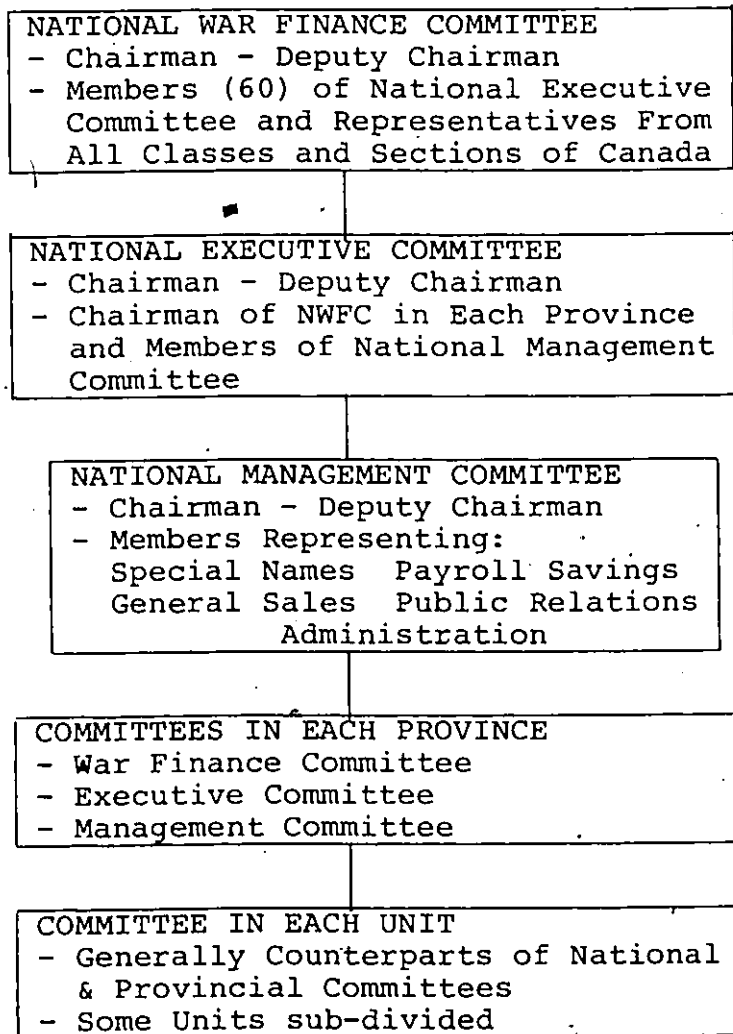 NATIONAL WAR FINANCE COMMITTEE
- Chairman - Deputy Chairman
- Members (60) of National Executive
Committee and Representatives From
All Classes and Sections of Canada
NATIONAL EXECUTIVE COMMITTEE
- Chairman - Deputy Chairman
- Chairman of NWFC in Each Province
and Members of National Management
Committee
NATIONAL MANAGEMENT COMMITTEE
- Chairman - Deputy Chairman
- Members Representing:
Special Names Payroll Savings
General Sales Public Relations
Administration
COMMITTEES IN EACH PROVINCE
- War Finance Committee
- Executive Committee
- Management Committee
COMMITTEE IN EACH UNIT
- Generally Counterparts of National
& Provincial Committees
- Some Units sub-divided